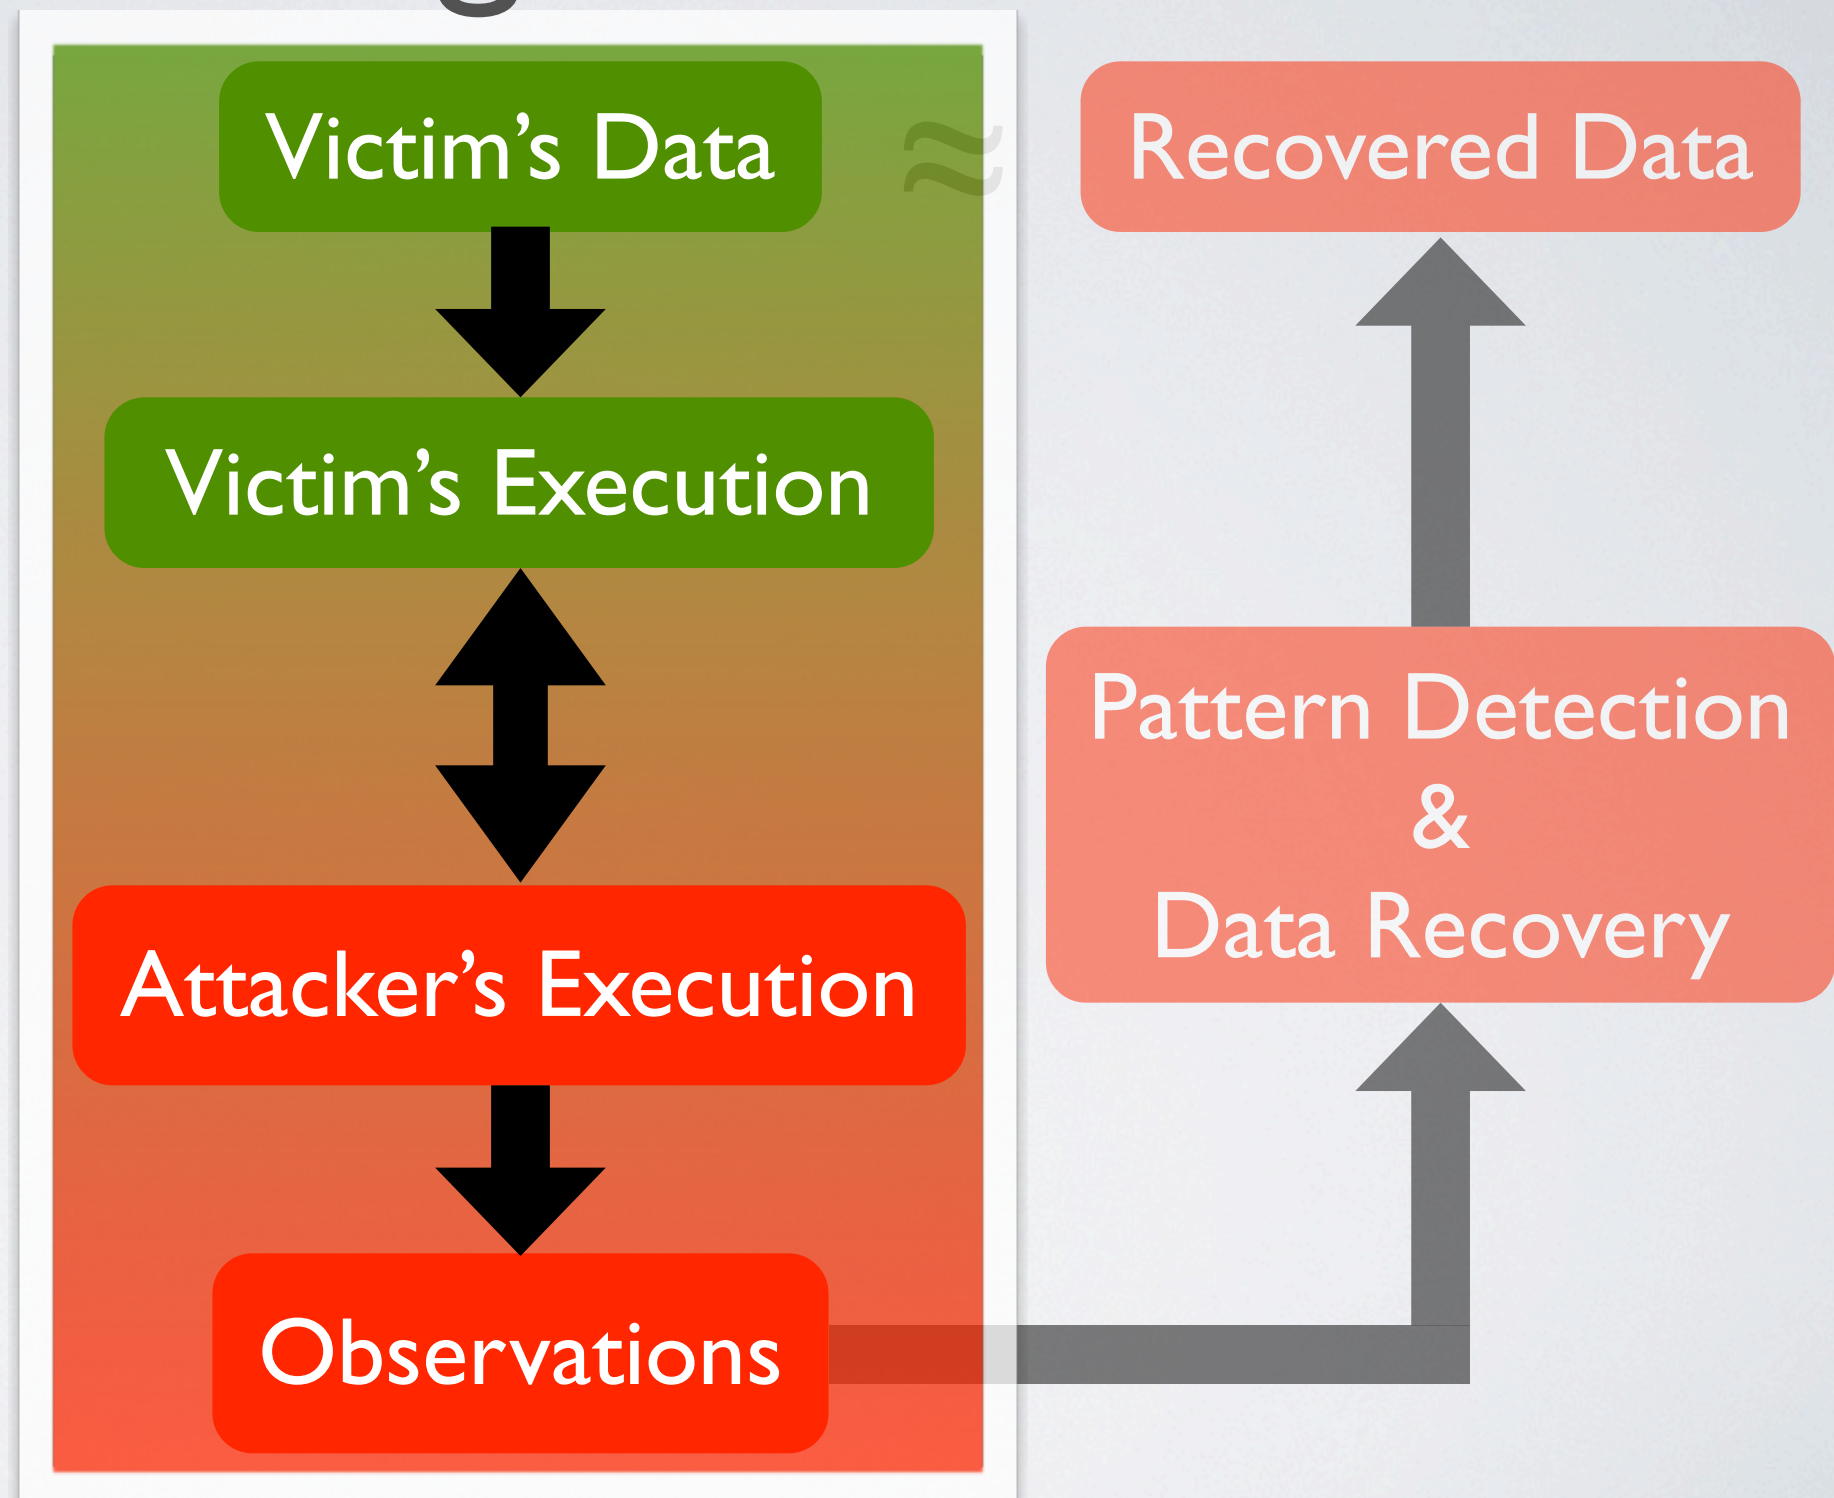 Victim’s Data
≈
Recovered Data
Victim’s Execution
Pattern Detection
&
Data Recovery
Attacker’s Execution
Observations